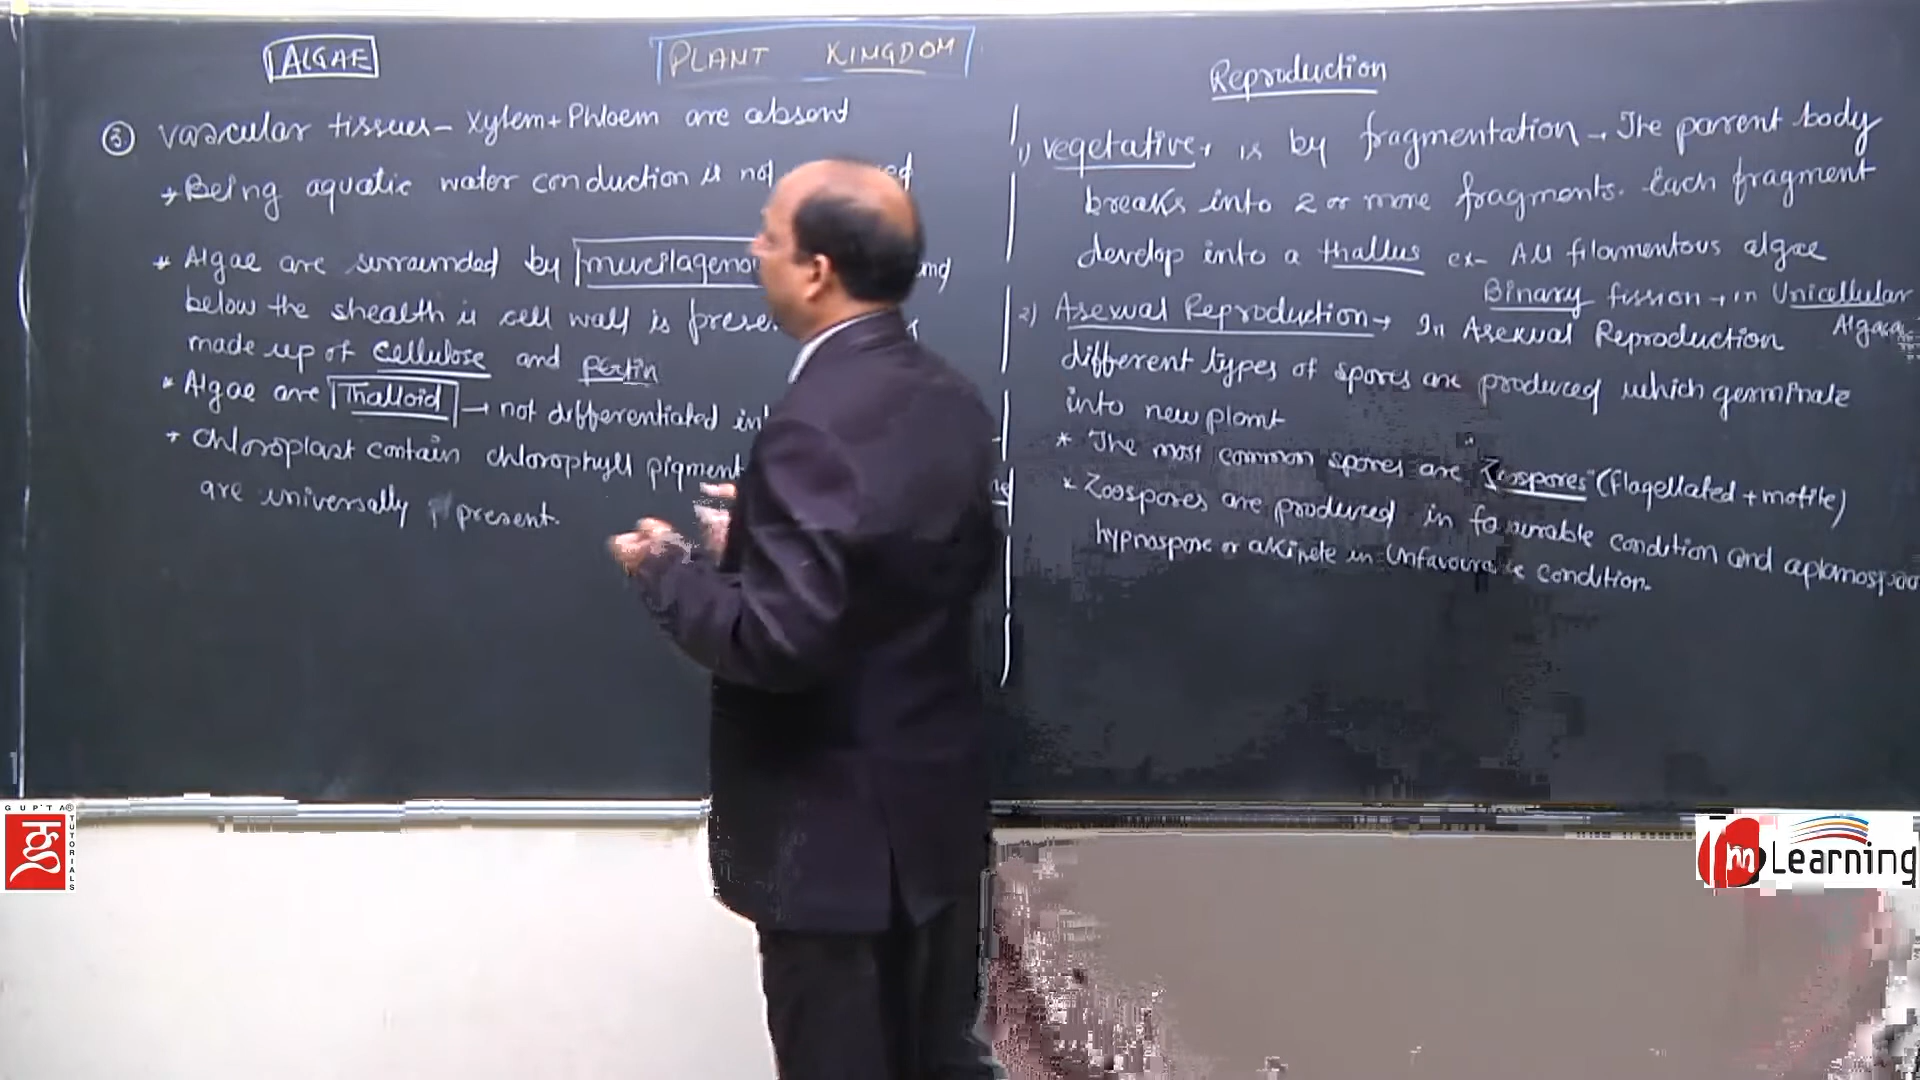 ALGAE
PLANT KINGDOM
③ vascular tissues - Xylem + Phloem are absent
→ Being aquatic water conduction is not
* Algae are surrounded by
below the shealth is cell wall is
made up of cellulose and pectin
* Algae are Thalloid → not differentiated
+ Chloroplast contain chlorophyll pigment
are universally present.
Reproduction
1) vegetative → is by fragmentation → The parent body
breaks into 2 or more fragments. Each fragment
develop into a thallus ex- All filamentous algae
Binary fission → in Unicellular
Algae
2) Asexual Reproduction → In Asexual Reproduction
different types of spores are produced which germinate
into new plant
* The most common spores are Zoospores" (Flagellated + motile)
* Zoospores are produced in favourable condition and
hypnospore or akinete in Unfavourable condition.
GUPTA®
TUTORIALS
Learning